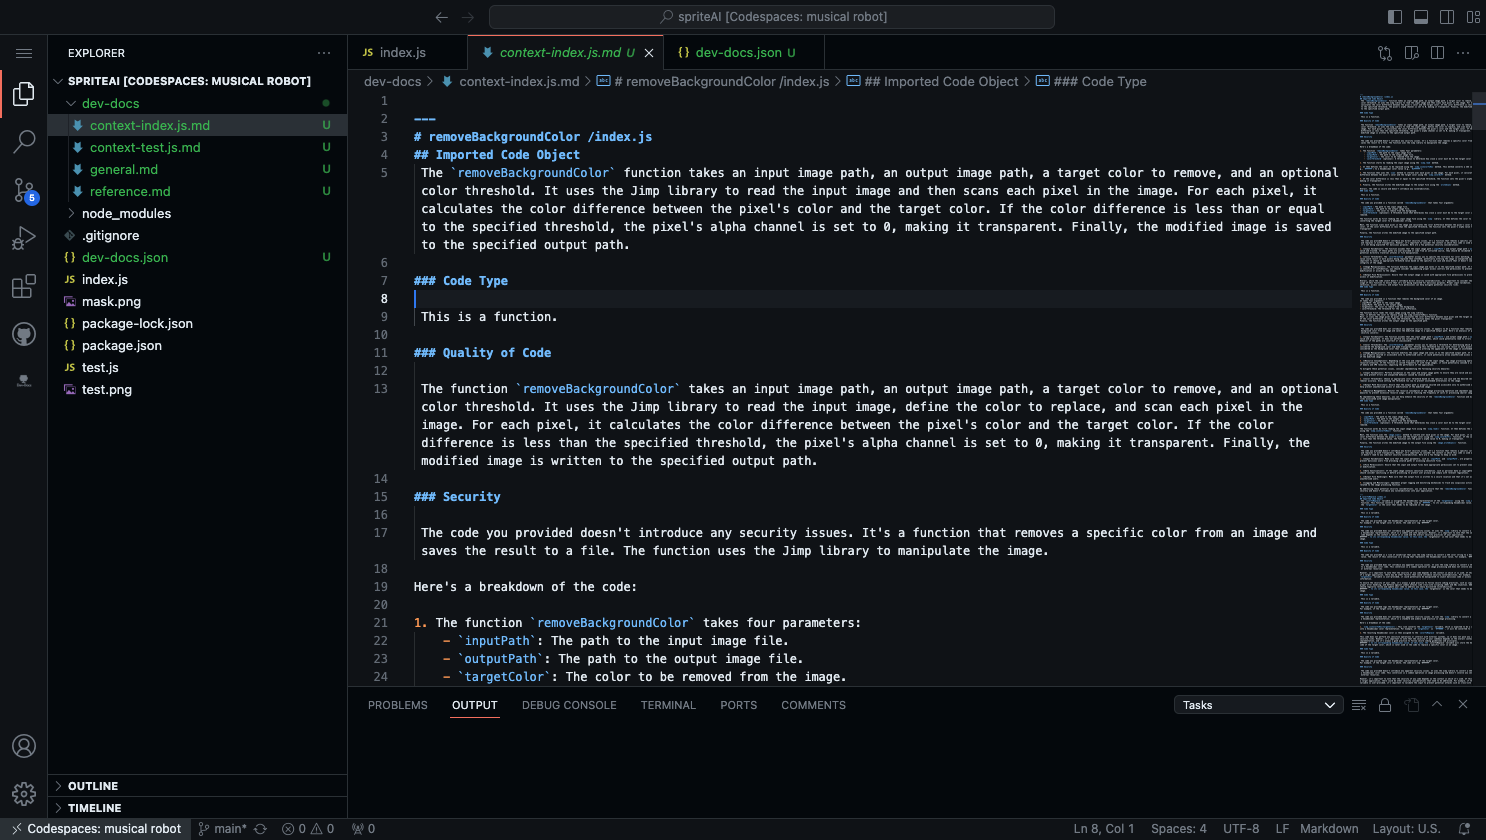 spriteAI [Codespaces: musical robot]
EXPLORER
SPRITEAI [CODESPACES: MUSICAL ROBOT]
dev-docs
context-index.js.md U
context-test.js.md U
general.md U
reference.md U
node_modules
.gitignore
{} dev-docs.json U
JS index.js
mask.png
{} package-lock.json
{} package.json
JS test.js
test.png
5
OUTLINE
TIMELINE
JS index.js
context-index.js.md U
{} dev-docs.json U
dev-docs > context-index.js.md > # removeBackgroundColor /index.js > ## Imported Code Object > ### Code Type
1
2 ---
3 # removeBackgroundColor /index.js
4 ## Imported Code Object
5 The `removeBackgroundColor` function takes an input image path, an output image path, a target color to remove, and an optional
color threshold. It uses the Jimp library to read the input image and then scans each pixel in the image. For each pixel, it
calculates the color difference between the pixel's color and the target color. If the color difference is less than or equal
to the specified threshold, the pixel's alpha channel is set to 0, making it transparent. Finally, the modified image is saved
to the specified output path.
6
7 ### Code Type
8
9 This is a function.
10
11 ### Quality of Code
12
13 The function `removeBackgroundColor` takes an input image path, an output image path, a target color to remove, and an optional
color threshold. It uses the Jimp library to read the input image, define the color to replace, and scan each pixel in the
image. For each pixel, it calculates the color difference between the pixel's color and the target color. If the color
difference is less than the specified threshold, the pixel's alpha channel is set to 0, making it transparent. Finally, the
modified image is written to the specified output path.
14
15 ### Security
16
17 The code you provided doesn't introduce any security issues. It's a function that removes a specific color from an image and
saves the result to a file. The function uses the Jimp library to manipulate the image.
18
19 Here's a breakdown of the code:
20
21 1. The function `removeBackgroundColor` takes four parameters:
22 - `inputPath`: The path to the input image file.
23 - `outputPath`: The path to the output image file.
24 - `targetColor`: The color to be removed from the image.
PROBLEMS OUTPUT DEBUG CONSOLE TERMINAL PORTS COMMENTS
Tasks
Codespaces: musical robot
main*
0 0
0
Ln 8, Col 1
Spaces: 4
UTF-8
LF
Markdown
Layout: U.S.